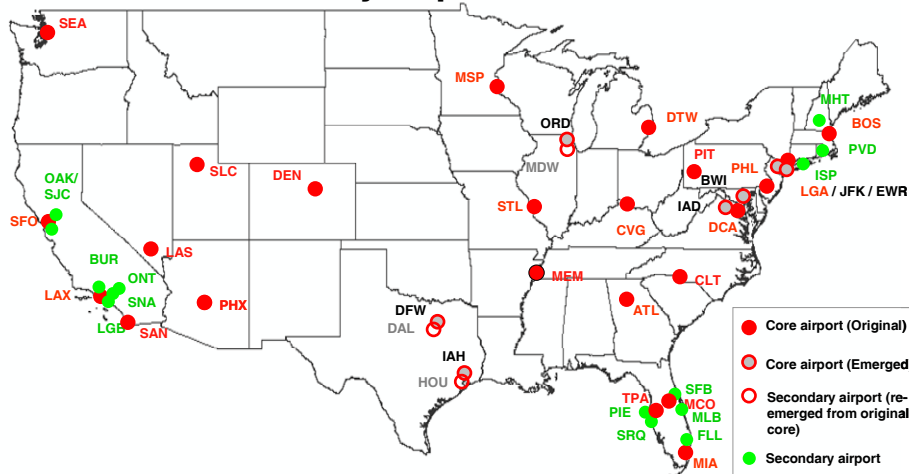 SEA
MSP
MHT
ORD
DTW
BOS
MDW
PIT
PVD
SLC
DEN
BWI
PHL
ISP
OAK/
SJC
LGA / JFK / EWR
STL
IAD
SFO
CVG
DCA
LAS
BUR
MEM
ONT
CLT
LAX
SNA
PHX
DFW
ATL
LGB
SAN
DAL
IAH
HOU
SFB
TPA
MCO
PIE
MLB
SRQ
FLL
MIA
Core airport (Original)
Core airport (Emerged
Secondary airport (re-
emerged from original
core)
Secondary airport